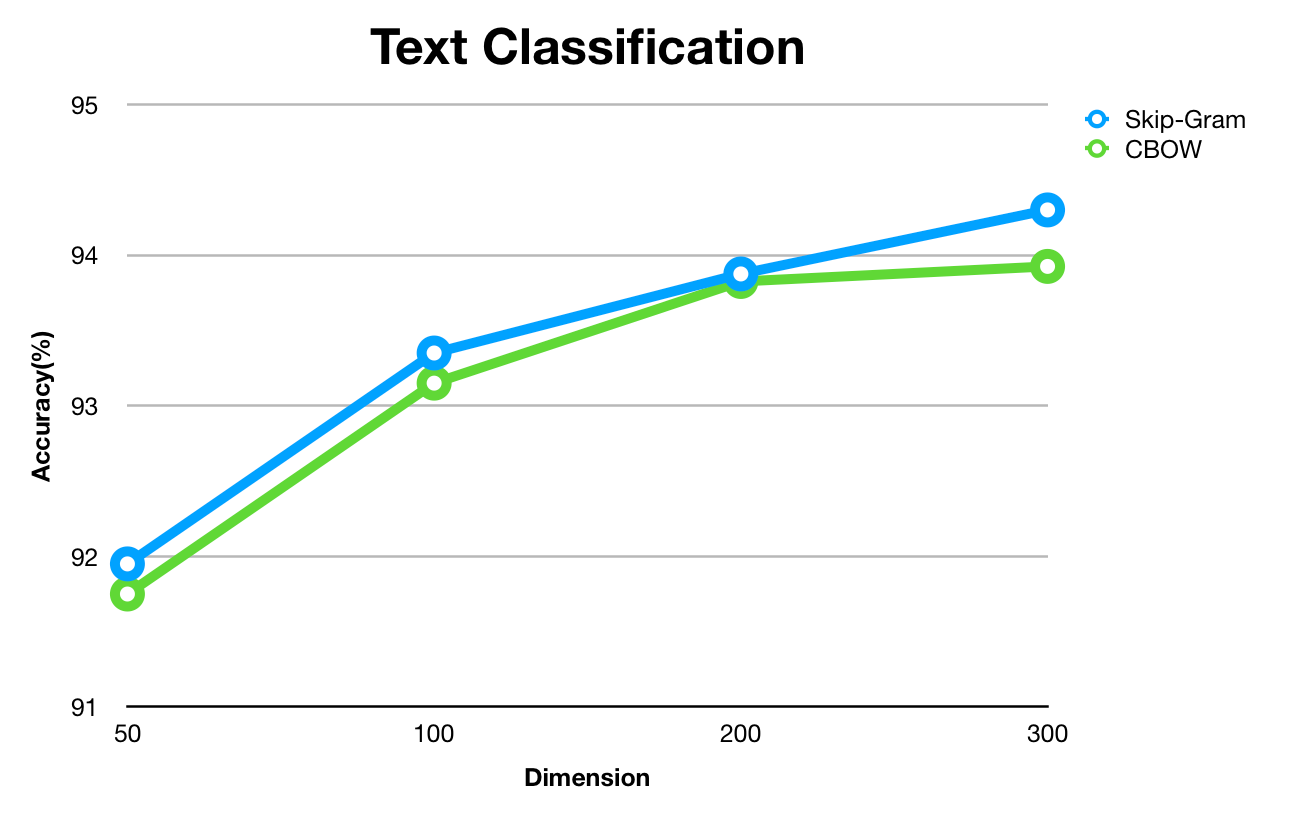 Text Classification
95
94
93
92
91
Accuracy(%)
50 100 200 300
Dimension
Skip-Gram
CBOW